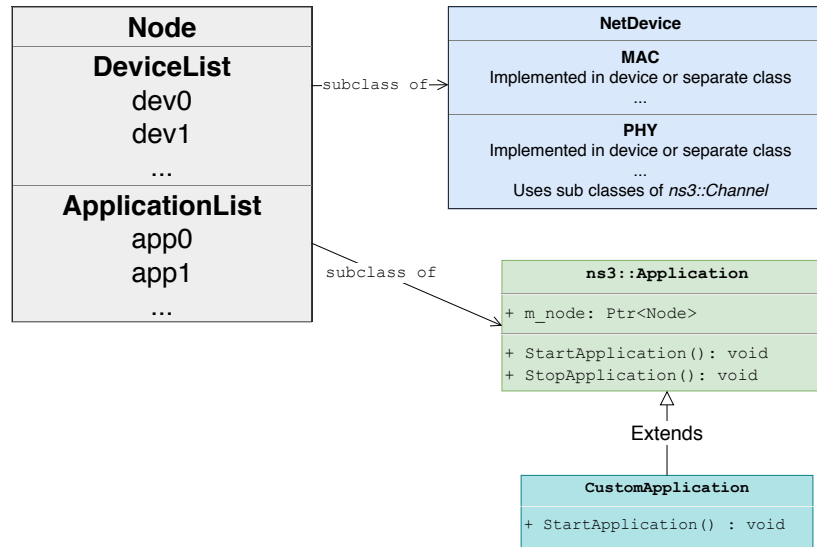 Node
DeviceList
dev0
dev1
...
ApplicationList
app0
app1
...
subclass of
NetDevice
MAC
Implemented in device or separate class
...
PHY
Implemented in device or separate class
...
Uses sub classes of ns3::Channel
subclass of
ns3::Application
+ m_node: Ptr<Node>
+ StartApplication(): void
+ StopApplication(): void
Extends
CustomApplication
+ StartApplication() : void